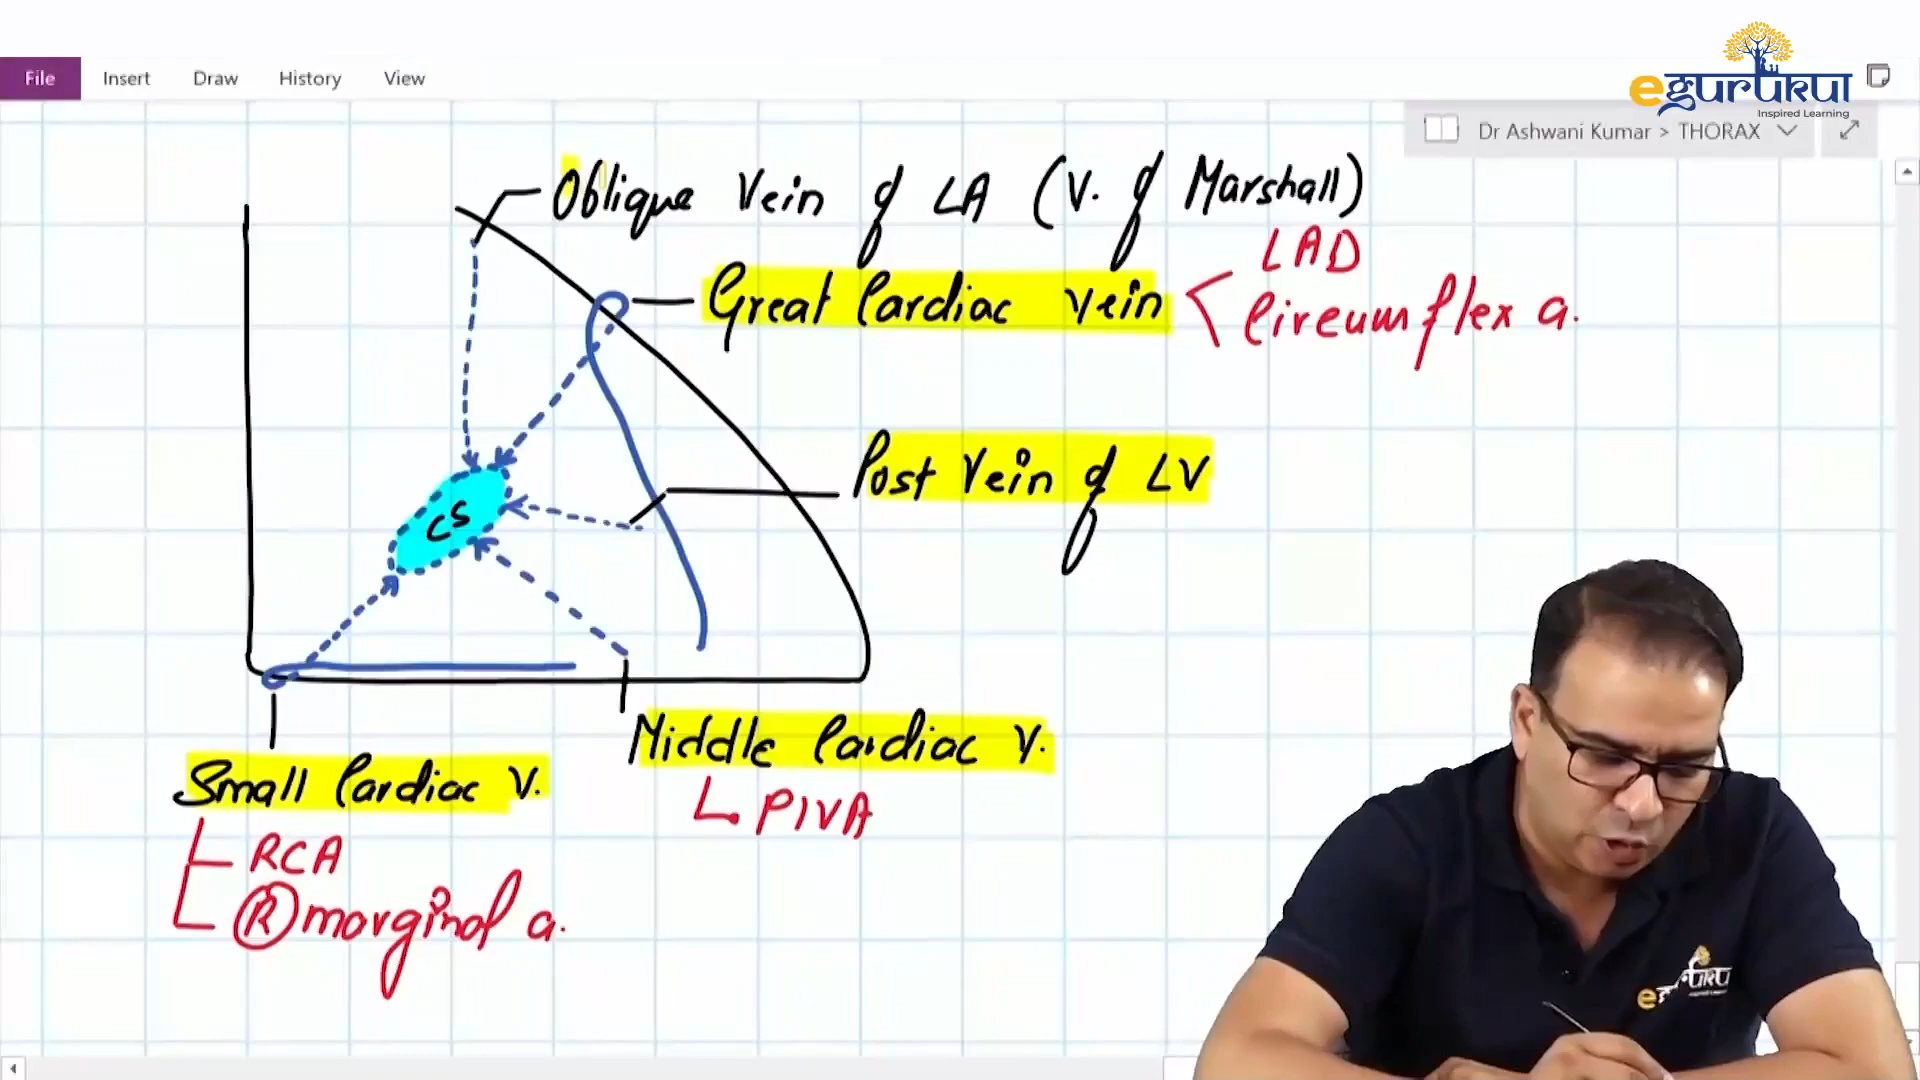 egurukul
Inspired Learning
File Insert Draw History View
Dr Ashwani Kumar > THORAX
Oblique Vein of LA (V. of Marshall)
LAD
Great Cardiac Vein
Circumflex a.
Post Vein of LV
CS
Middle Cardiac V.
Small Cardiac V.
PIVA
RCA
R marginal a.